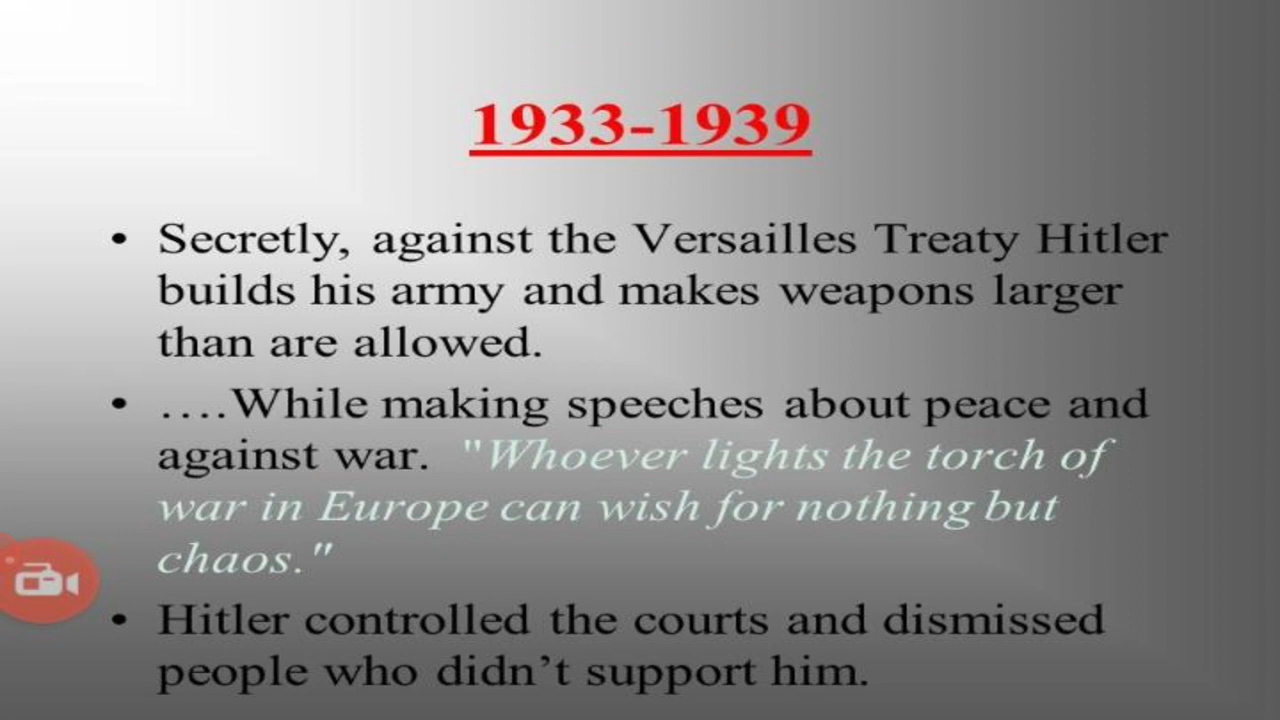 1933-1939
• Secretly, against the Versailles Treaty Hitler
builds his army and makes weapons larger
than are allowed.
• ….While making speeches about peace and
against war. "Whoever lights the torch of
war in Europe can wish for nothing but
chaos."
• Hitler controlled the courts and dismissed
people who didn’t support him.